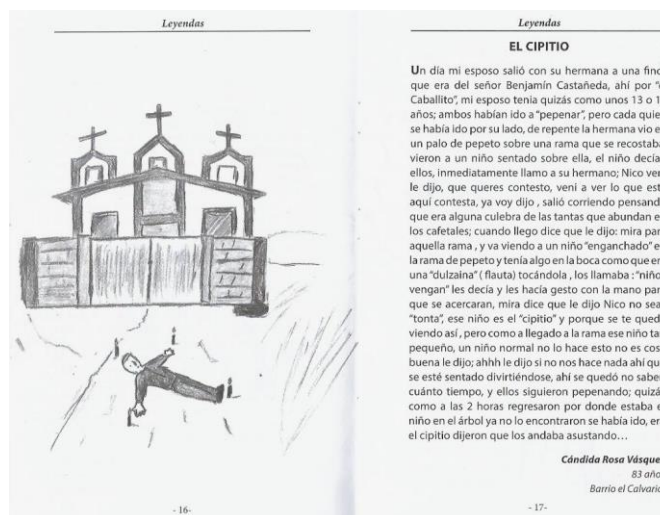 Leyendas
- 16-
Leyendas
EL CIPITIO
Un día mi esposo salió con su hermana a una finc
que era del señor Benjamín Castañeda, ahí por "e
Caballito", mi esposo tenia quizás como unos 13 o 1
años; ambos habían ido a "pepenar", pero cada quie
se había ido por su lado, de repente la hermana vio e
un palo de pepeto sobre una rama que se recostaba
vieron a un niño sentado sobre ella, el niño decía
ellos, inmediatamente llamo a su hermano; Nico ven
le dijo, que queres contesto, veni a ver lo que est
aquí contesta, ya voy dijo , salió corriendo pensand
que era alguna culebra de las tantas que abundan e
los cafetales; cuando llego dice que le dijo: mira par
aquella rama , y va viendo a un niño "enganchado" e
la rama de pepeto y tenía algo en la boca como que er
una "dulzaina" ( flauta) tocándola , los llamaba : "niño
vengan" les decía y les hacía gesto con la mano par
que se acercaran, mira dice que le dijo Nico no sea
"tonta", ese niño es el "cipitio" y porque se te qued
viendo así , pero como a llegado a la rama ese niño ta
pequeño, un niño normal no lo hace esto no es cos
buena le dijo; ahhh le dijo si no nos hace nada ahí qu
se esté sentado divirtiéndose, ahí se quedó no sabe
cuánto tiempo, y ellos siguieron pepenando; quizá
como a las 2 horas regresaron por donde estaba e
niño en el árbol ya no lo encontraron se había ido, er
el cipitio dijeron que los andaba asustando…
Cándida Rosa Vásque
83 año
Barrio el Calvario
- 17-